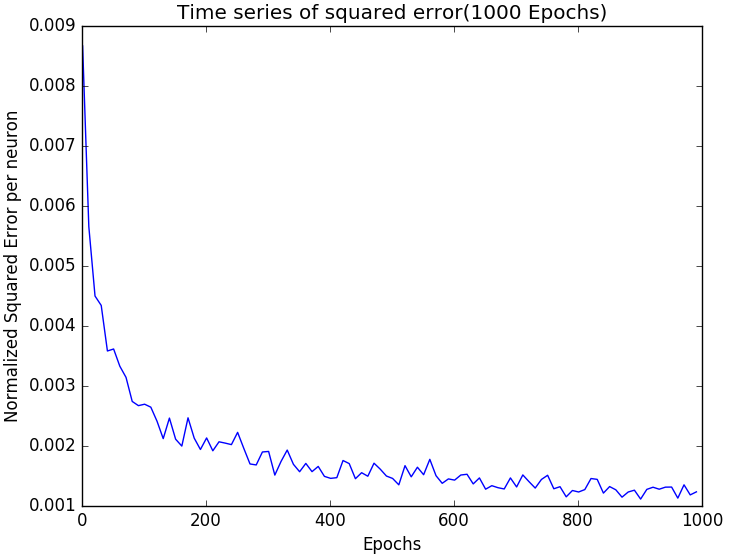 Time series of squared error(1000 Epochs)
0.009
0.008
0.007
0.006
0.005
0.004
0.003
0.002
0.001
Normalized Squared Error per neuron
0 200 400 600 800 1000
Epochs